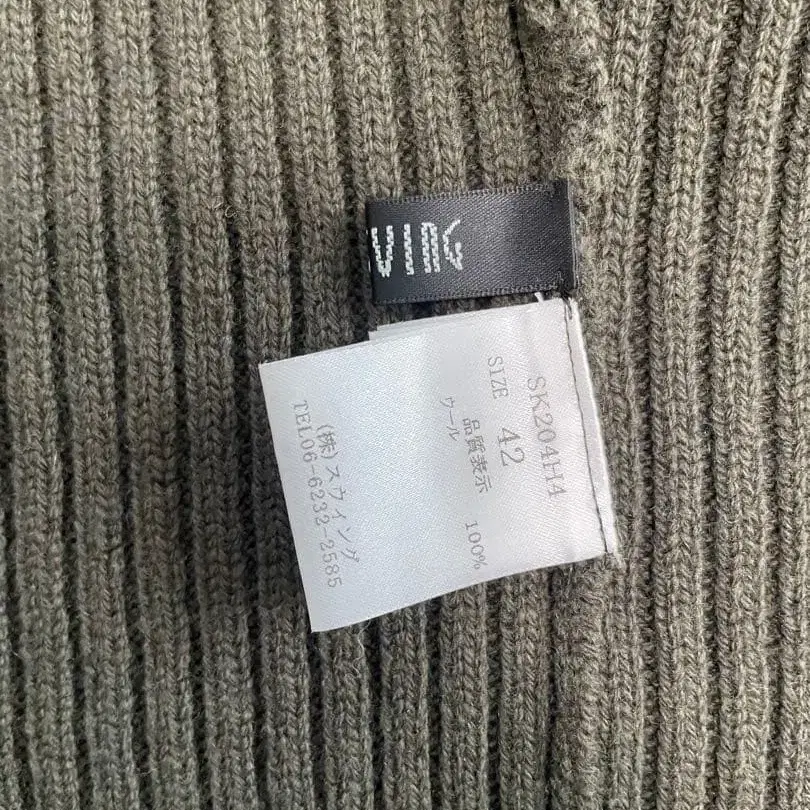 VING
SK204H4
SIZE 42
品質表示
ウール 100%
(株)スウイング
TEL06-6232-2585